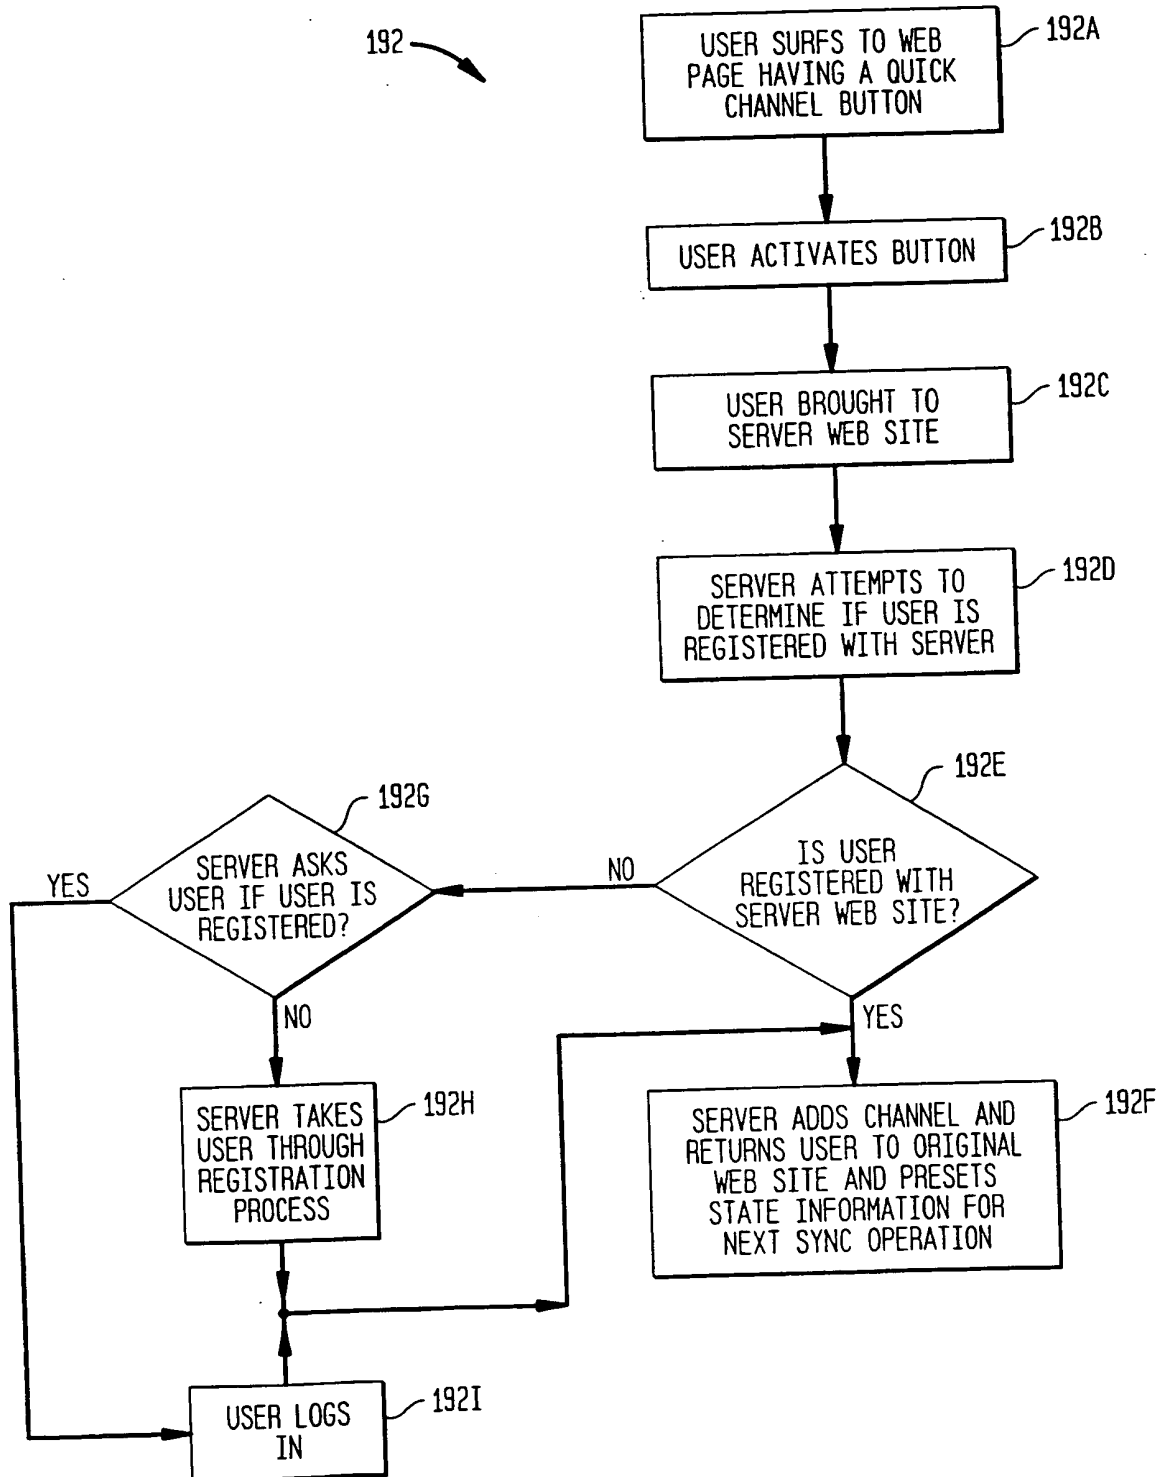 192
USER SURFS TO WEB
PAGE HAVING A QUICK
CHANNEL BUTTON
192A
USER ACTIVATES BUTTON
192B
USER BROUGHT TO
SERVER WEB SITE
192C
SERVER ATTEMPTS TO
DETERMINE IF USER IS
REGISTERED WITH SERVER
192D
IS USER
REGISTERED WITH
SERVER WEB SITE?
192E
NO
YES
SERVER ASKS
USER IF USER IS
REGISTERED?
192G
YES
NO
SERVER TAKES
USER THROUGH
REGISTRATION
PROCESS
192H
SERVER ADDS CHANNEL AND
RETURNS USER TO ORIGINAL
WEB SITE AND PRESETS
STATE INFORMATION FOR
NEXT SYNC OPERATION
192F
USER LOGS
IN
192I